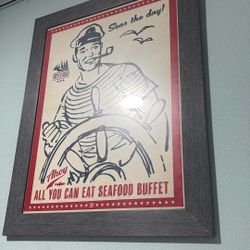 Seas the day!
Ahoy
ALL YOU CAN EAT SEAFOOD BUFFET